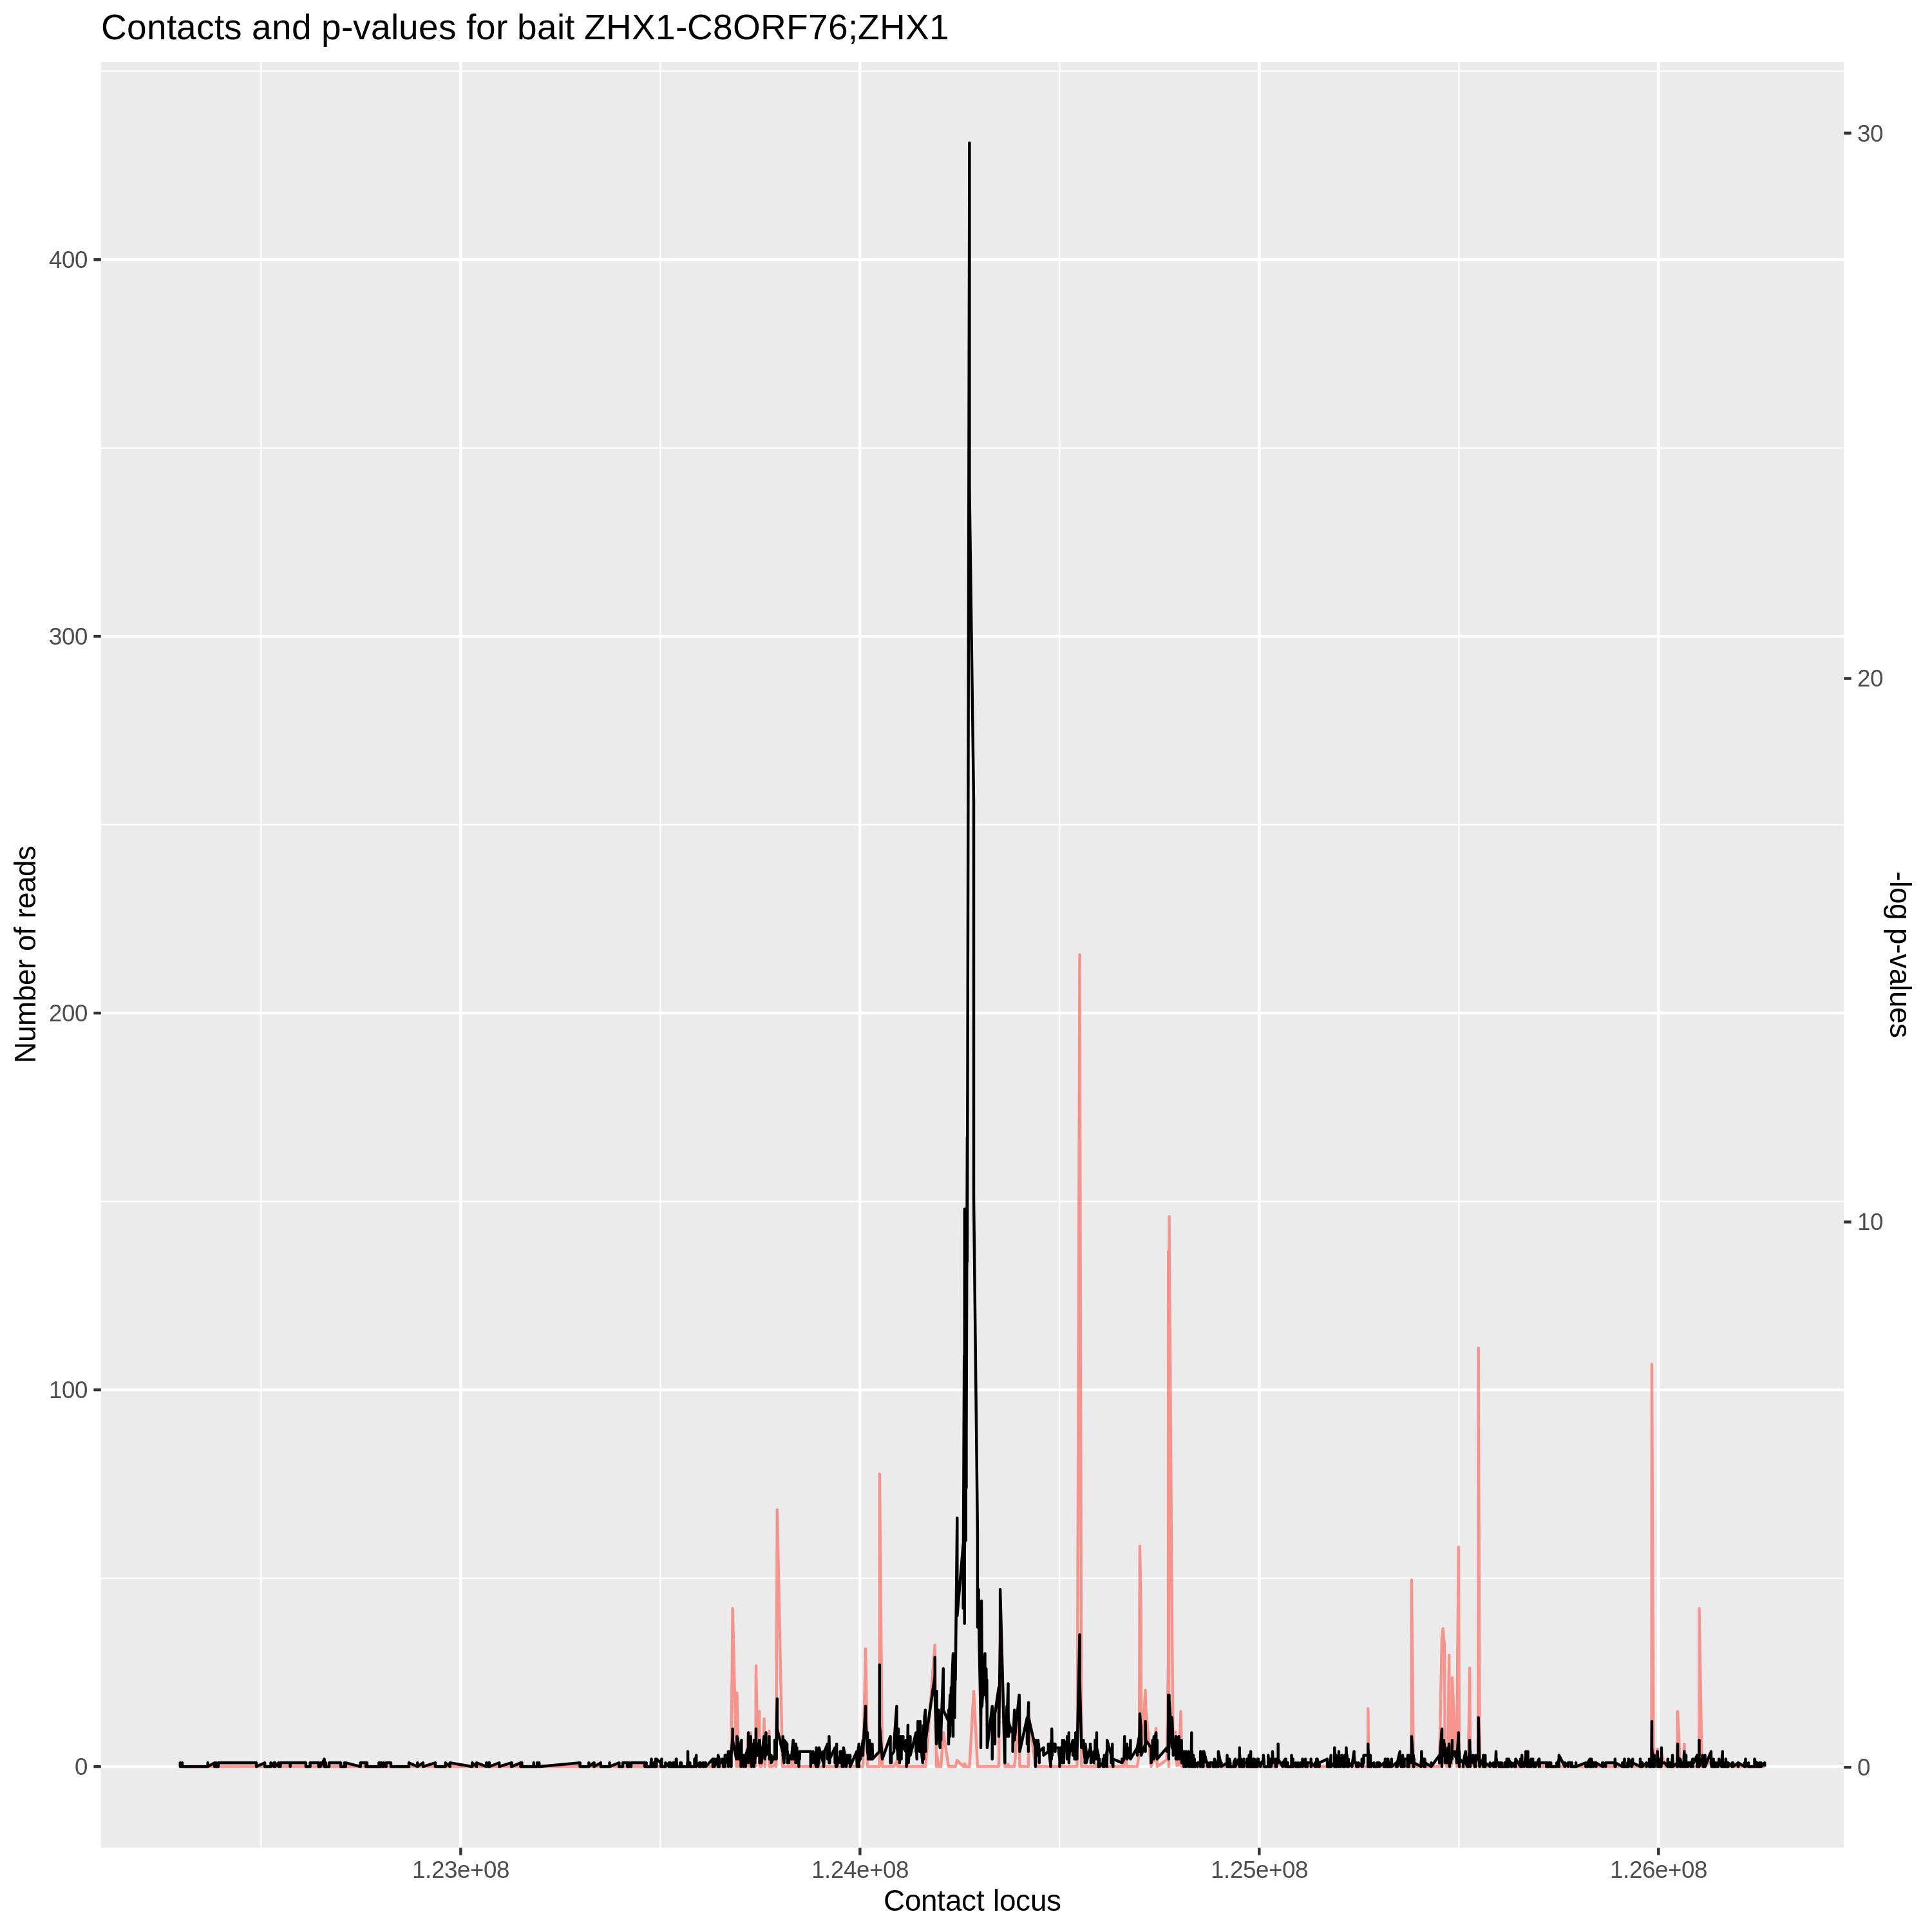 Contacts and p-values for bait ZHX1-C8ORF76;ZHX1
400
300
200
100
0
Number of reads
30
20
10
0
-log p-values
1.23e+08
1.24e+08
1.25e+08
1.26e+08
Contact locus